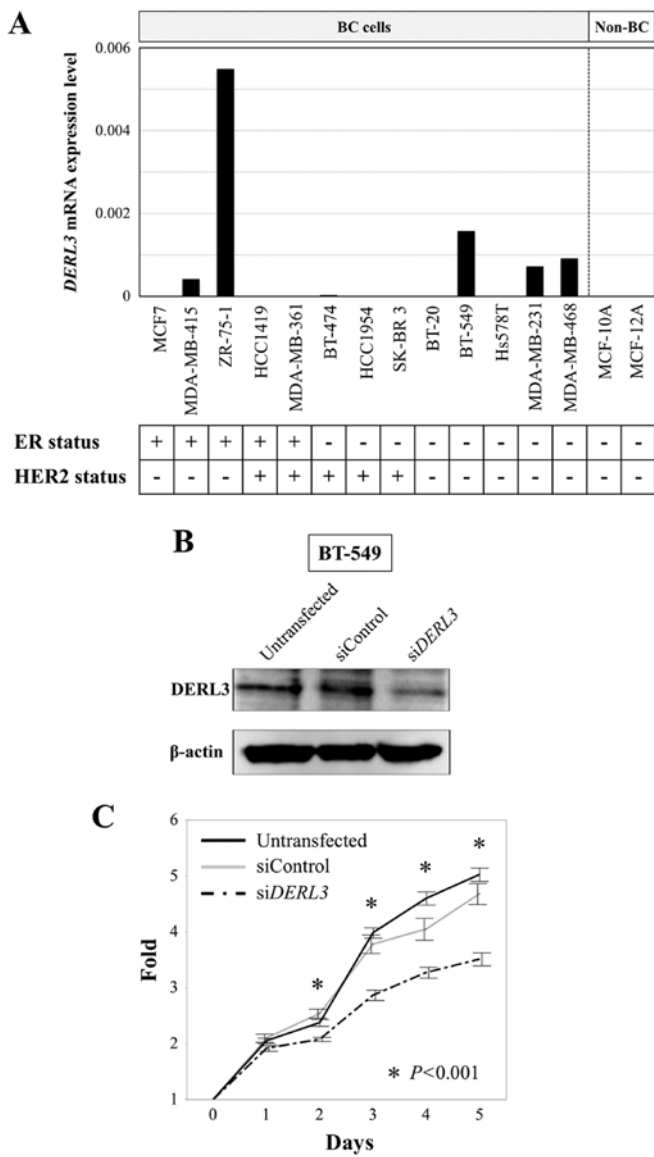 A
BC cells Non-BC
DERL3 mRNA expression level
0.006
0.004
0.002
0
MCF7
MDA-MB-415
ZR-75-1
HCC1419
MDA-MB-361
BT-474
HCC1954
SK-BR 3
BT-20
BT-549
Hs578T
MDA-MB-231
MDA-MB-468
MCF-10A
MCF-12A
ER status + + + + + - - - - - - - - - -
HER2 status - - - + + + + + - - - - - - -
B
BT-549
Untransfected siControl siDERL3
DERL3
β-actin
C
Fold
6
5
4
3
2
1
Untransfected
siControl
siDERL3
* * * *
* P<0.001
0 1 2 3 4 5
Days